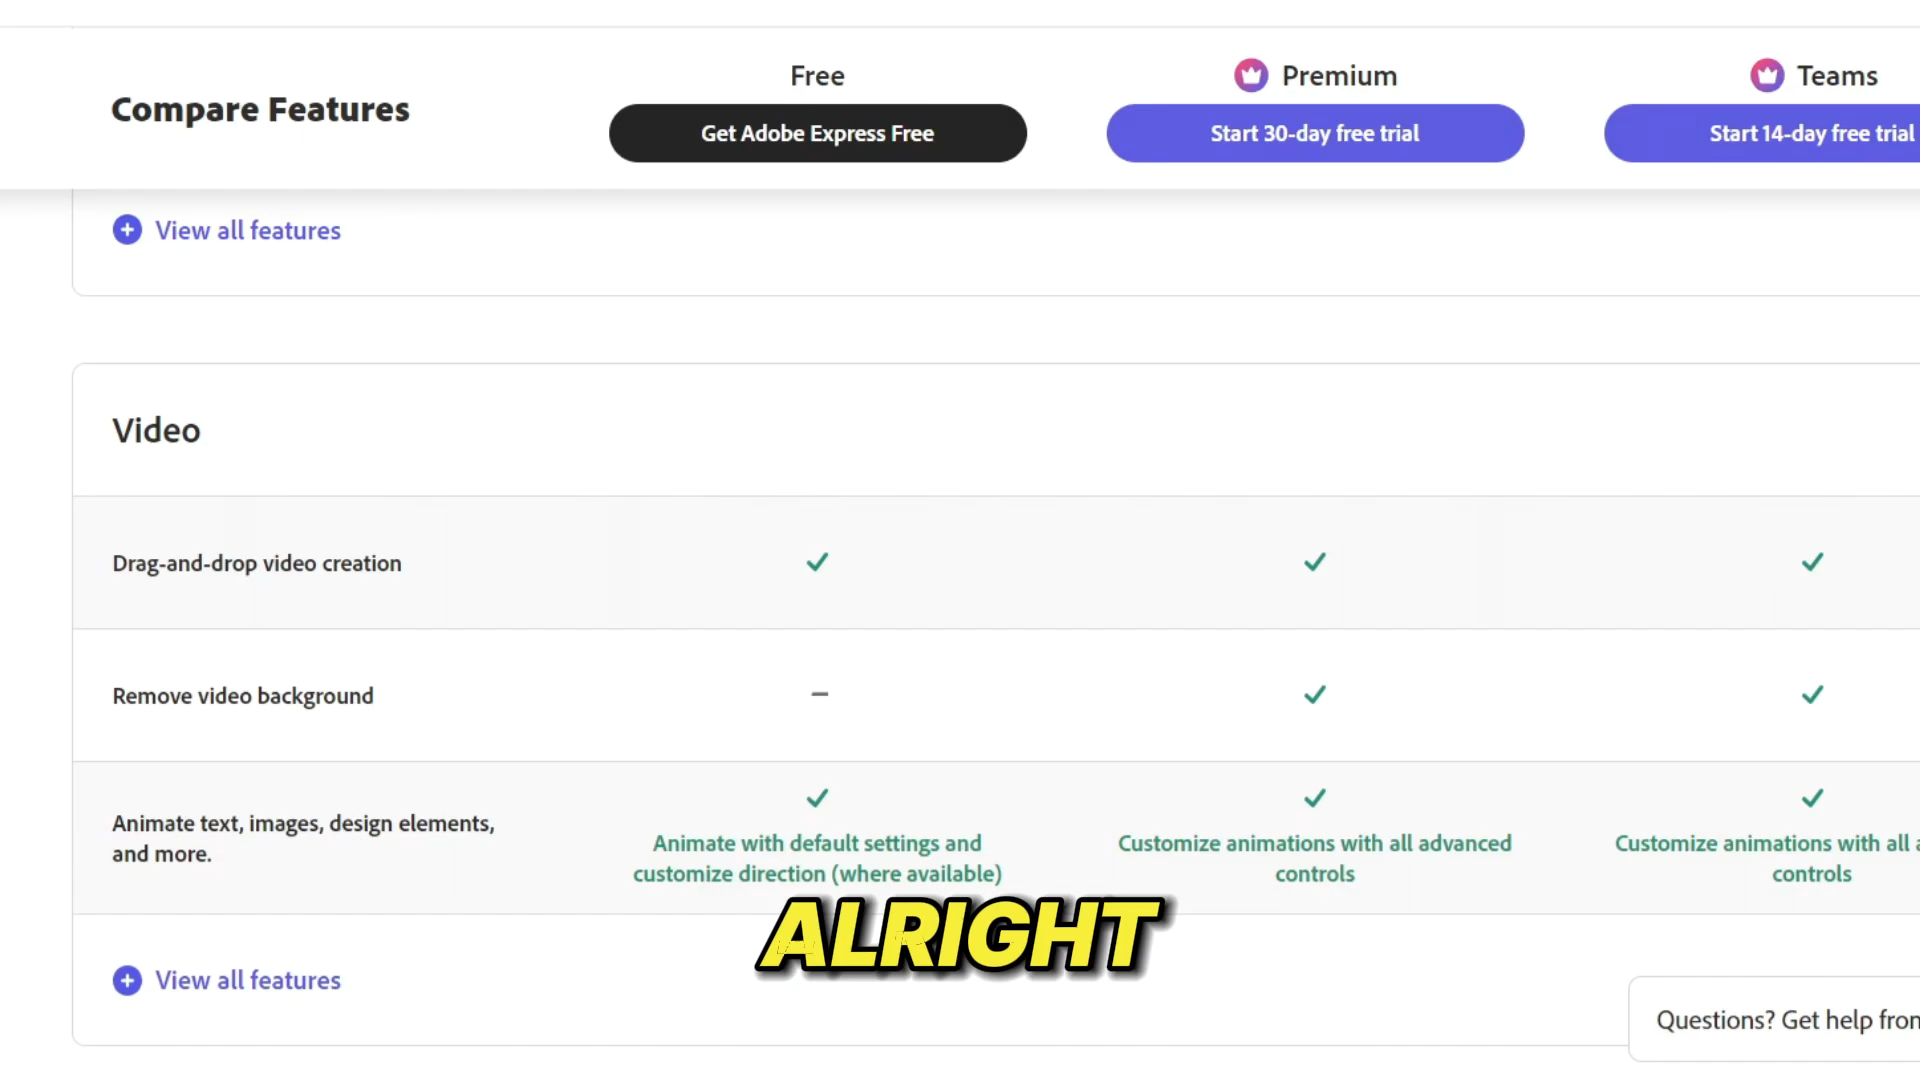 Compare Features
Free
Get Adobe Express Free
Premium
Start 30-day free trial
Teams
Start 14-day free trial
View all features
Video
Drag-and-drop video creation
Remove video background
Animate text, images, design elements,
and more.
Animate with default settings and
customize direction (where available)
Customize animations with all advanced
controls
Customize animations with all
controls
ALRIGHT
View all features
Questions? Get help from